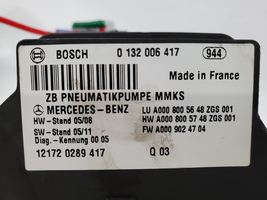 BOSCH 0 132 006 417 944
Made in France
ZB PNEUMATIKPUMPE MMKS
MERCEDES-BENZ LU A000 800 56 48 ZGS 001
HW-Stand 05/08 HW A000 800 57 48 ZGS 001
SW-Stand 05/11 FW A000 902 47 04
Diag.-Kennung 00 05
12172 0289 417 Q 03